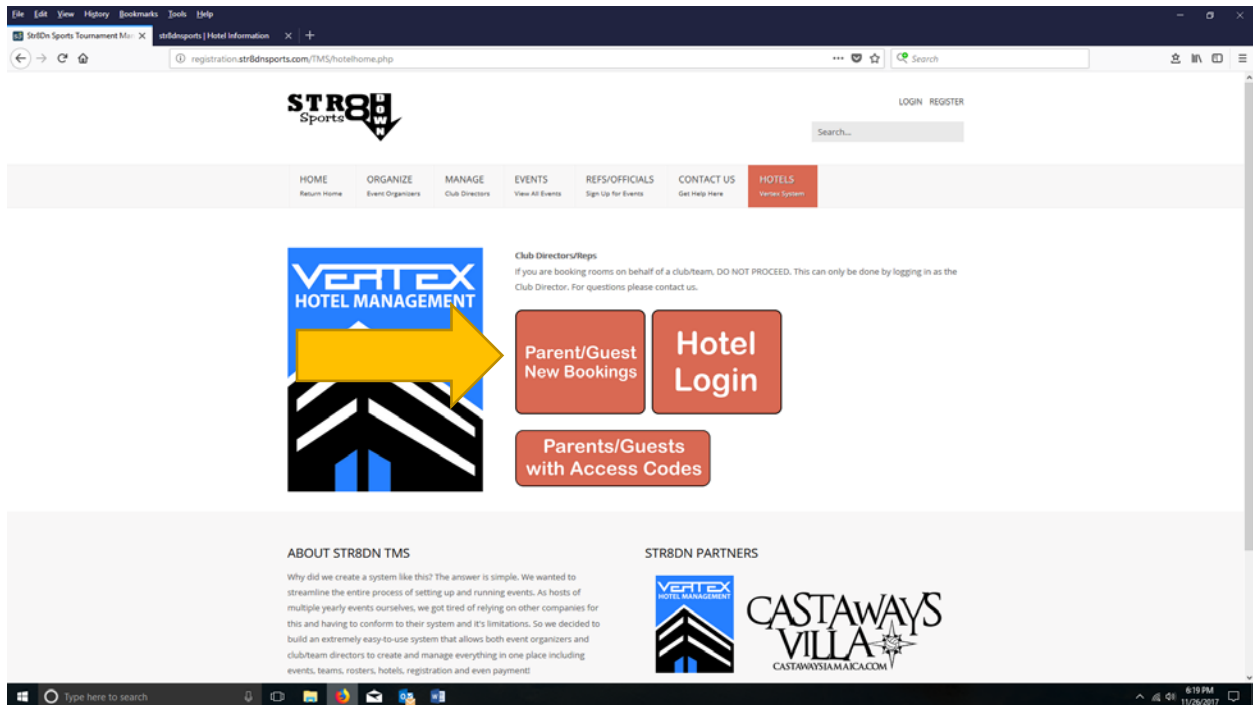 File Edit View History Bookmarks Tools Help
Str8Dn Sports Tournament Ma
str8dnsports | Hotel Information
registration.str8dnsports.com/TMS/hotelhome.php
Search
STR8 DOWN
Sports
LOGIN REGISTER
Search...
HOME ORGANIZE MANAGE EVENTS REFS/OFFICIALS CONTACT US HOTELS
Return Home Event Organizers Club Directors View All Events Sign Up for Events Get Help Here Vertex System
VERTEX
HOTEL MANAGEMENT
Club Directors/Reps
If you are booking rooms on behalf of a club/team, DO NOT PROCEED. This can only be done by logging in as the
Club Director. For questions please contact us.
Parent/Guest
New Bookings
Hotel
Login
Parents/Guests
with Access Codes
ABOUT STR8DN TMS
Why did we create a system like this? The answer is simple. We wanted to
streamline the entire process of setting up and running events. As hosts of
multiple yearly events ourselves, we got tired of relying on other companies for
this and having to conform to their system and it's limitations. So we decided to
build an extremely easy-to-use system that allows both event organizers and
club/team directors to create and manage everything in one place including
events, teams, rosters, hotels, registration and even payment!
STR8DN PARTNERS
VERTEX
HOTEL MANAGEMENT
CASTAWAYS
VILLA
CASTAWAYSJAMAICA.COM
Type here to search
6:19 PM
11/26/2017